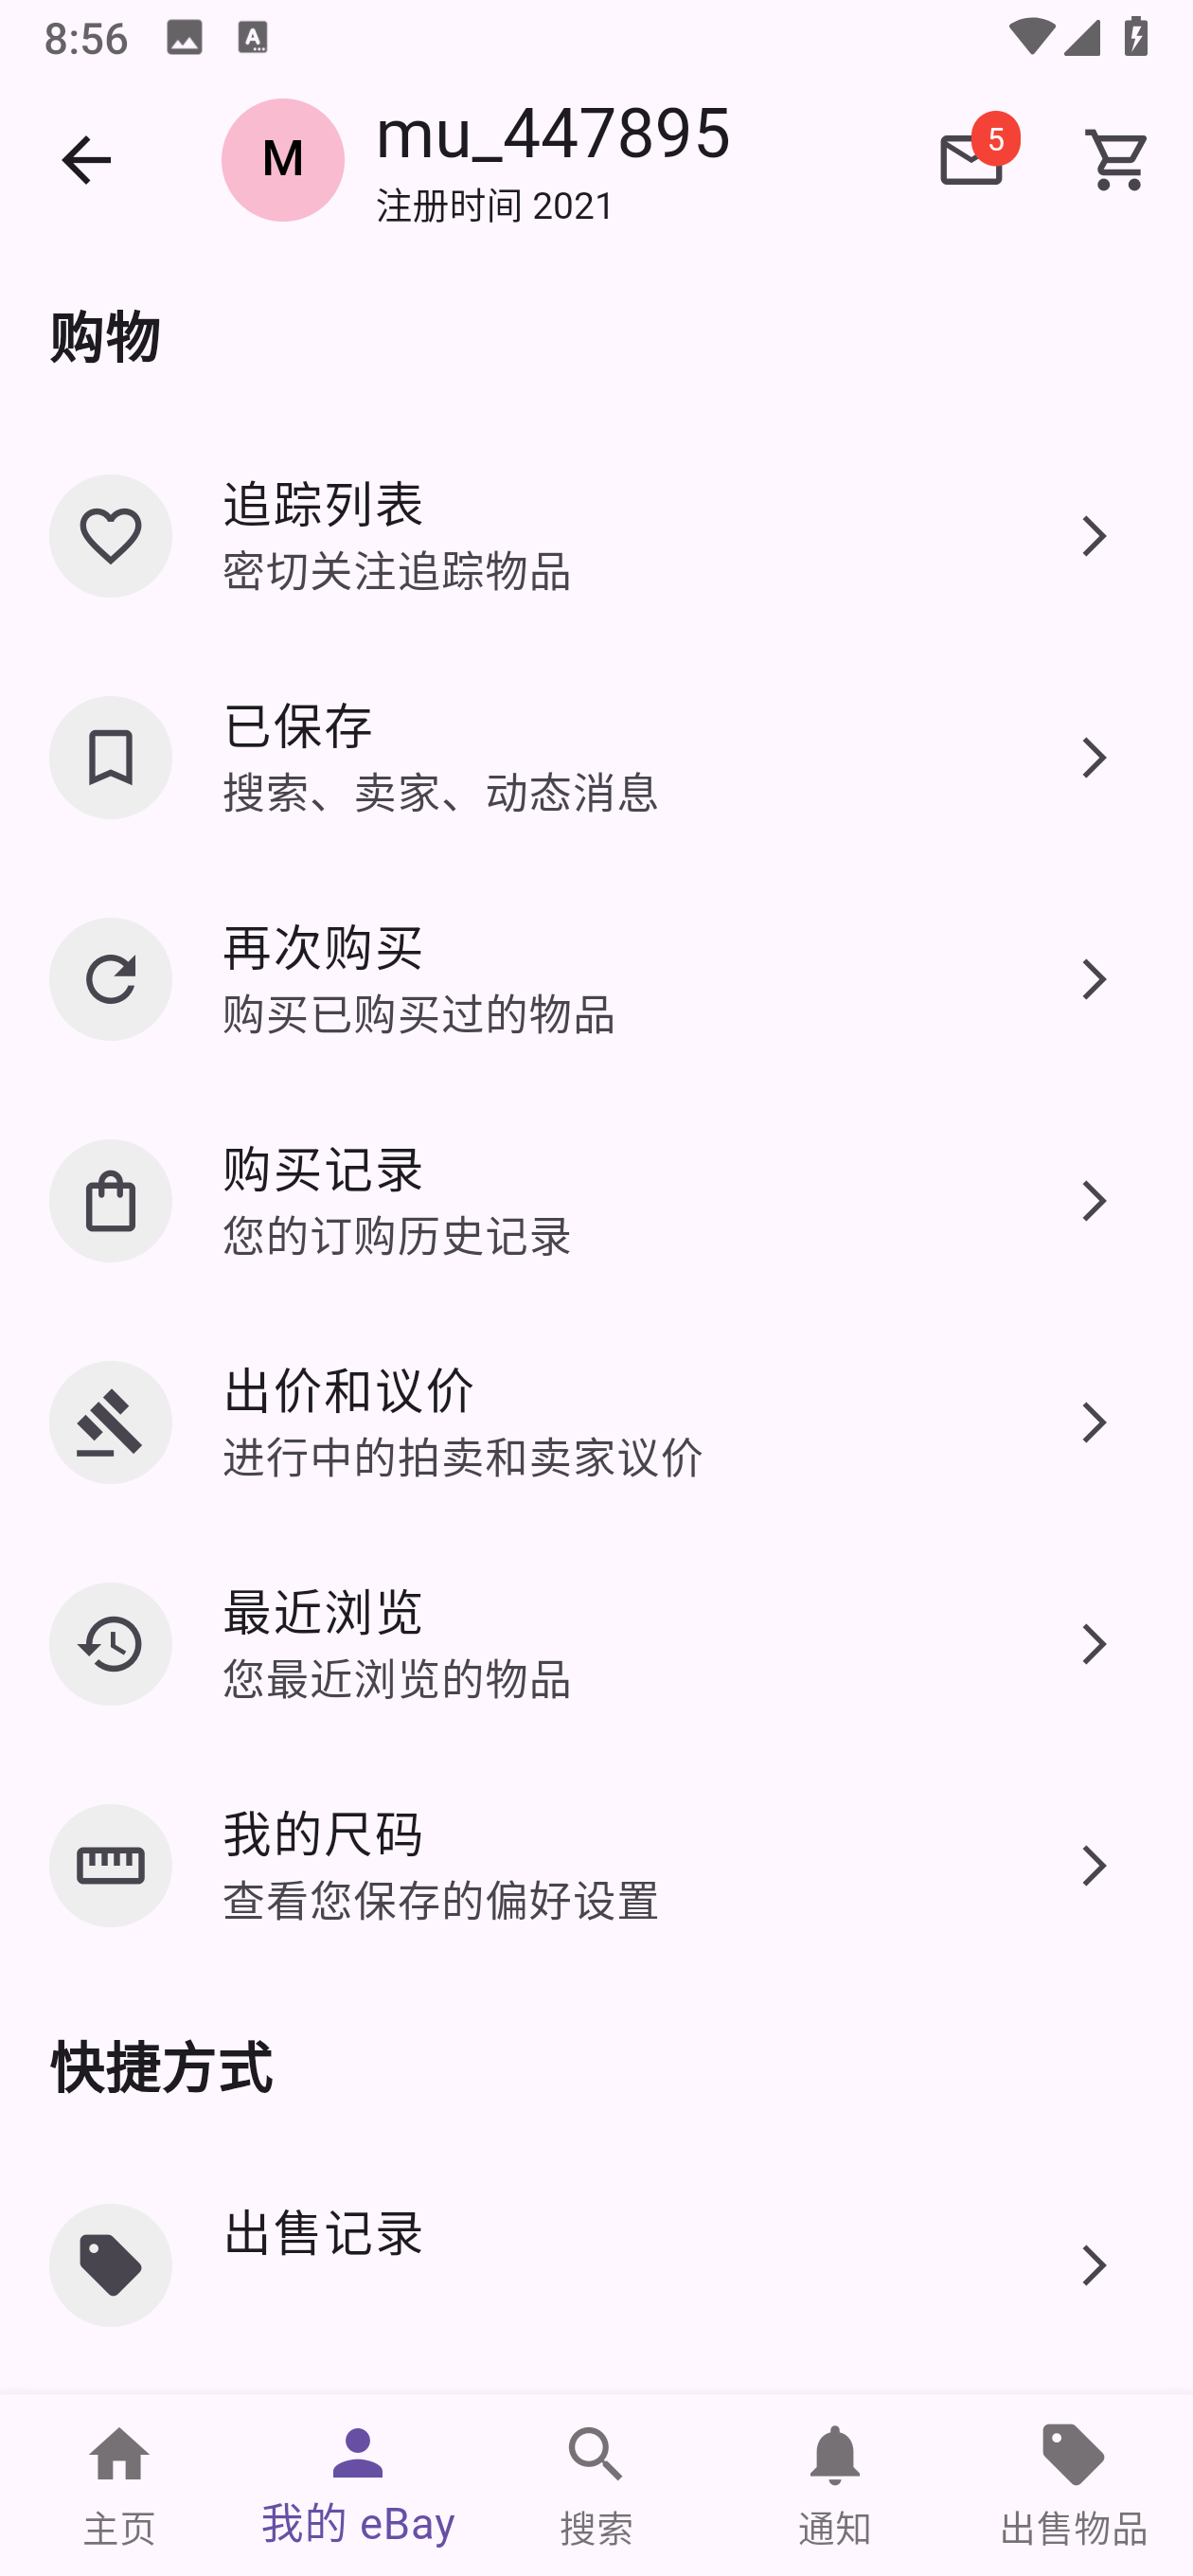 8:56
M
mu_447895
注册时间 2021
5
购物
追踪列表
密切关注追踪物品
已保存
搜索、卖家、动态消息
再次购买
购买已购买过的物品
购买记录
您的订购历史记录
出价和议价
进行中的拍卖和卖家议价
最近浏览
您最近浏览的物品
我的尺码
查看您保存的偏好设置
快捷方式
出售记录
主页
我的 eBay
搜索
通知
出售物品